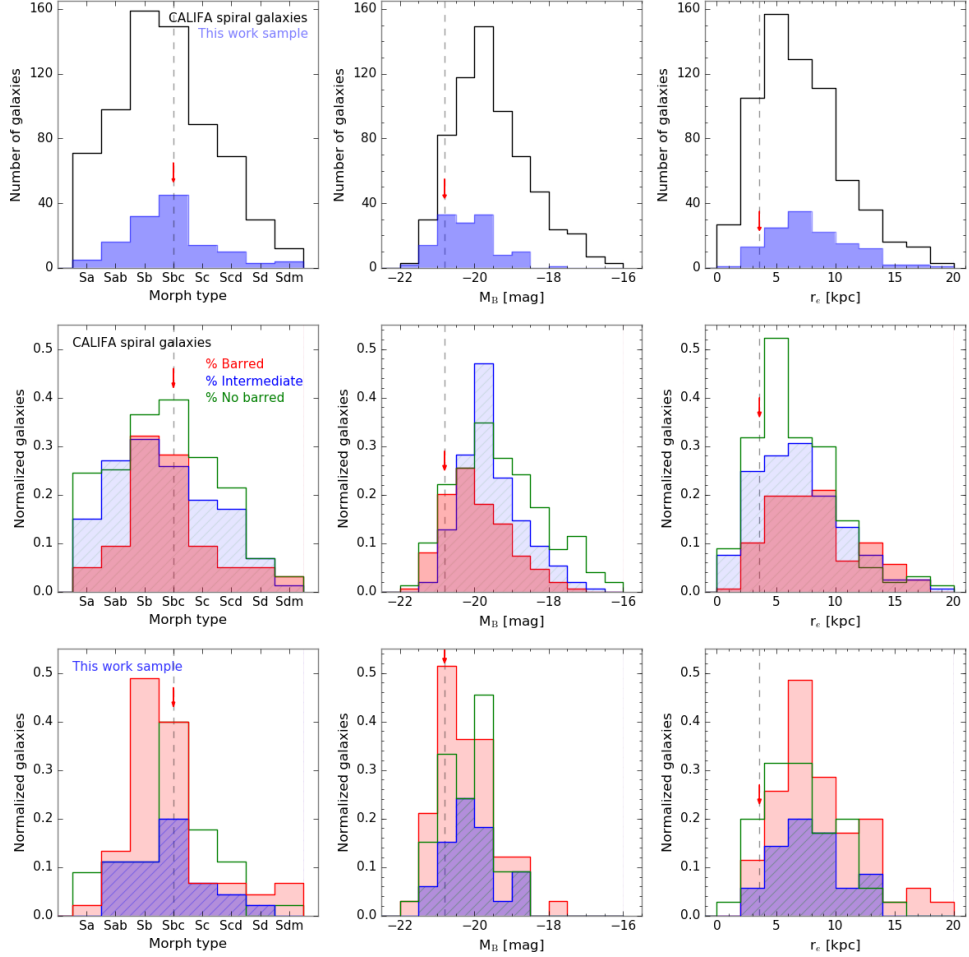 CALIFA spiral galaxies
This work sample
Number of galaxies
160
120
80
40
0
Sa Sab Sb Sbc Sc Scd Sd Sdm
Morph type
Number of galaxies
160
120
80
40
0
−22 −20 −18 −16
M_B [mag]
Number of galaxies
160
120
80
40
0
0 5 10 15 20
r_e [kpc]
CALIFA spiral galaxies
% Barred
% Intermediate
% No barred
Normalized galaxies
0.5
0.4
0.3
0.2
0.1
0.0
Sa Sab Sb Sbc Sc Scd Sd Sdm
Morph type
Normalized galaxies
0.5
0.4
0.3
0.2
0.1
0.0
−22 −20 −18 −16
M_B [mag]
Normalized galaxies
0.5
0.4
0.3
0.2
0.1
0.0
0 5 10 15 20
r_e [kpc]
This work sample
Normalized galaxies
0.5
0.4
0.3
0.2
0.1
0.0
Sa Sab Sb Sbc Sc Scd Sd Sdm
Morph type
Normalized galaxies
0.5
0.4
0.3
0.2
0.1
0.0
−22 −20 −18 −16
M_B [mag]
Normalized galaxies
0.5
0.4
0.3
0.2
0.1
0.0
0 5 10 15 20
r_e [kpc]